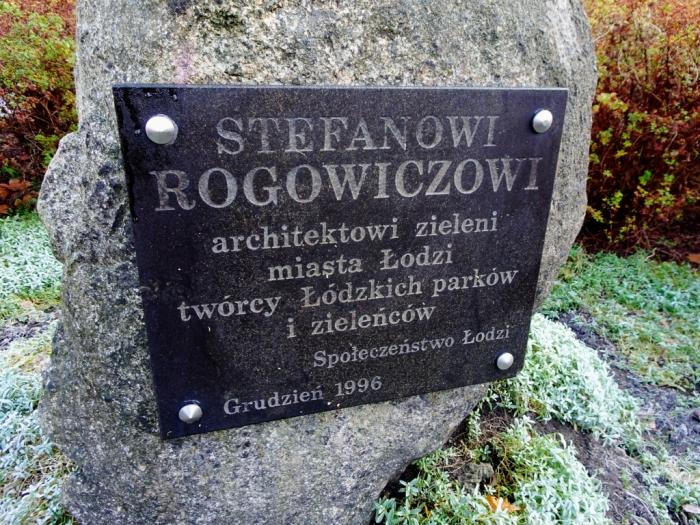 STEFANOWI
ROGOWICZOWI
architektowi zieleni
miasta Łodzi
twórcy Łódzkich parków
i zieleńców
Społeczeństwo Łodzi
Grudzień 1996